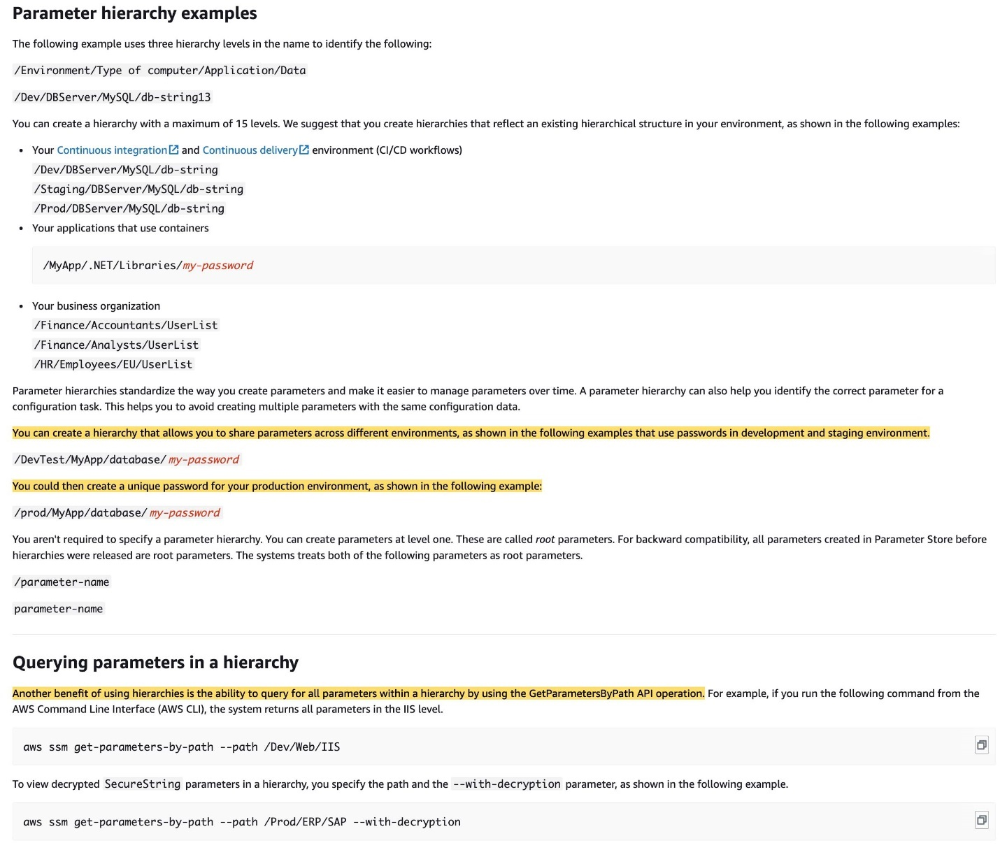 Parameter hierarchy examples
The following example uses three hierarchy levels in the name to identify the following:
/Environment/Type of computer/Application/Data
/Dev/DBServer/MySQL/db-string13
You can create a hierarchy with a maximum of 15 levels. We suggest that you create hierarchies that reflect an existing hierarchical structure in your environment, as shown in the following examples:
• Your Continuous integration and Continuous delivery environment (CI/CD workflows)
/Dev/DBServer/MySQL/db-string
/Staging/DBServer/MySQL/db-string
/Prod/DBServer/MySQL/db-string
• Your applications that use containers
/MyApp/.NET/Libraries/my-password
• Your business organization
/Finance/Accountants/UserList
/Finance/Analysts/UserList
/HR/Employees/EU/UserList
Parameter hierarchies standardize the way you create parameters and make it easier to manage parameters over time. A parameter hierarchy can also help you identify the correct parameter for a
configuration task. This helps you to avoid creating multiple parameters with the same configuration data.
You can create a hierarchy that allows you to share parameters across different environments, as shown in the following examples that use passwords in development and staging environment.
/DevTest/MyApp/database/my-password
You could then create a unique password for your production environment, as shown in the following example:
/prod/MyApp/database/my-password
You aren't required to specify a parameter hierarchy. You can create parameters at level one. These are called root parameters. For backward compatibility, all parameters created in Parameter Store before
hierarchies were released are root parameters. The systems treats both of the following parameters as root parameters.
/parameter-name
parameter-name
Querying parameters in a hierarchy
Another benefit of using hierarchies is the ability to query for all parameters within a hierarchy by using the GetParametersByPath API operation. For example, if you run the following command from the
AWS Command Line Interface (AWS CLI), the system returns all parameters in the IIS level.
aws ssm get-parameters-by-path --path /Dev/Web/IIS
To view decrypted SecureString parameters in a hierarchy, you specify the path and the --with-decryption parameter, as shown in the following example.
aws ssm get-parameters-by-path --path /Prod/ERP/SAP --with-decryption